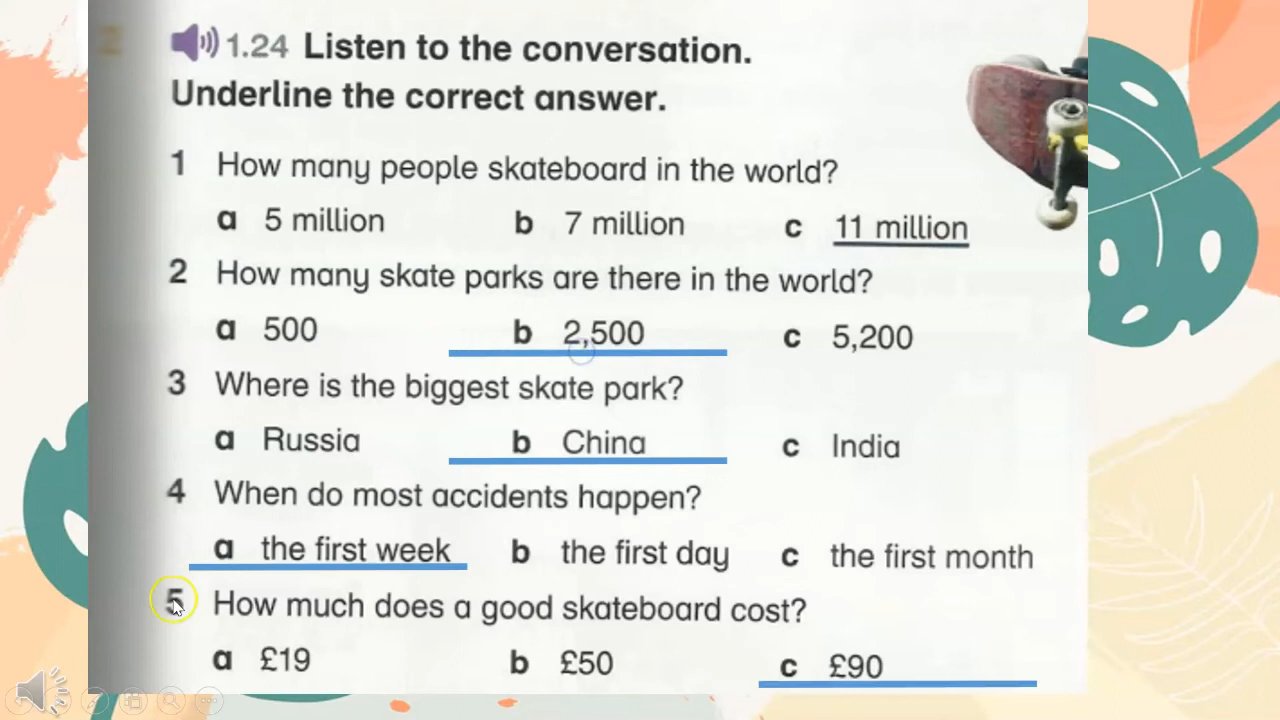 1.24 Listen to the conversation.
Underline the correct answer.
1 How many people skateboard in the world?
a 5 million b 7 million c 11 million
2 How many skate parks are there in the world?
a 500 b 2,500 c 5,200
3 Where is the biggest skate park?
a Russia b China c India
4 When do most accidents happen?
a the first week b the first day c the first month
5 How much does a good skateboard cost?
a £19 b £50 c £90